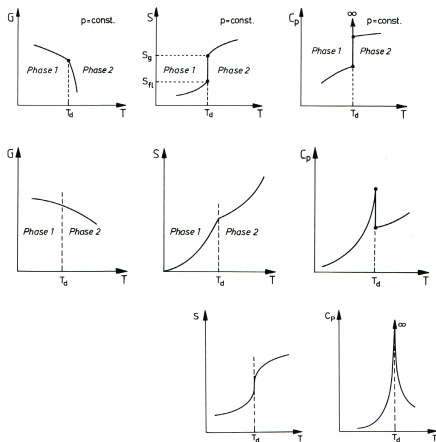 G p=const.
Phase 1 Phase 2
T_d T
S p=const.
S_g
Phase 1 Phase 2
S_fl
T_d T
C_p ∞ p=const.
Phase 1 Phase 2
T_d T
G
Phase 1 Phase 2
T_d T
S
Phase 1 Phase 2
T_d T
C_p
T_d T
S
T_d T
C_P ∞
T_d T